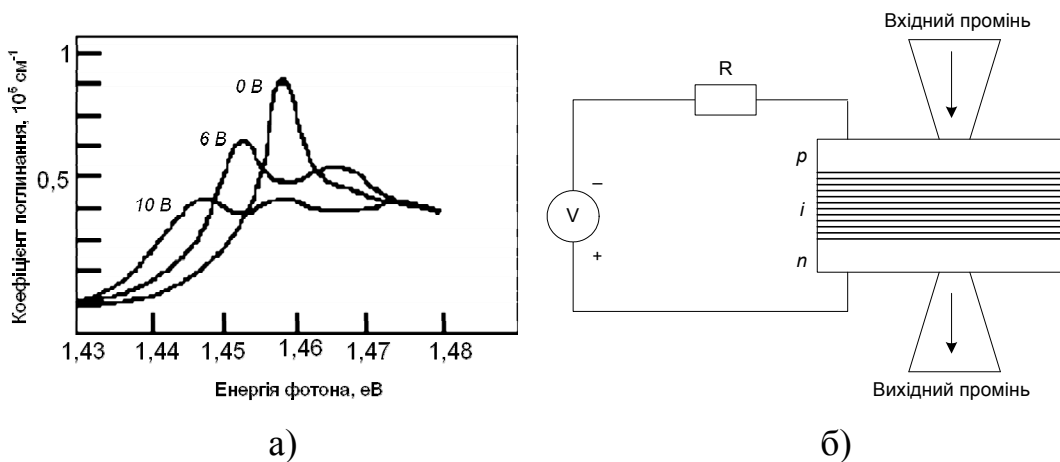 Коефіцієнт поглинання, 10⁵ см⁻¹
1
0,5
0 В
6 В
10 В
1,43 1,44 1,45 1,46 1,47 1,48
Енергія фотона, еВ
а)
Вхідний промінь
R
V
–
+
p
i
n
Вихідний промінь
б)